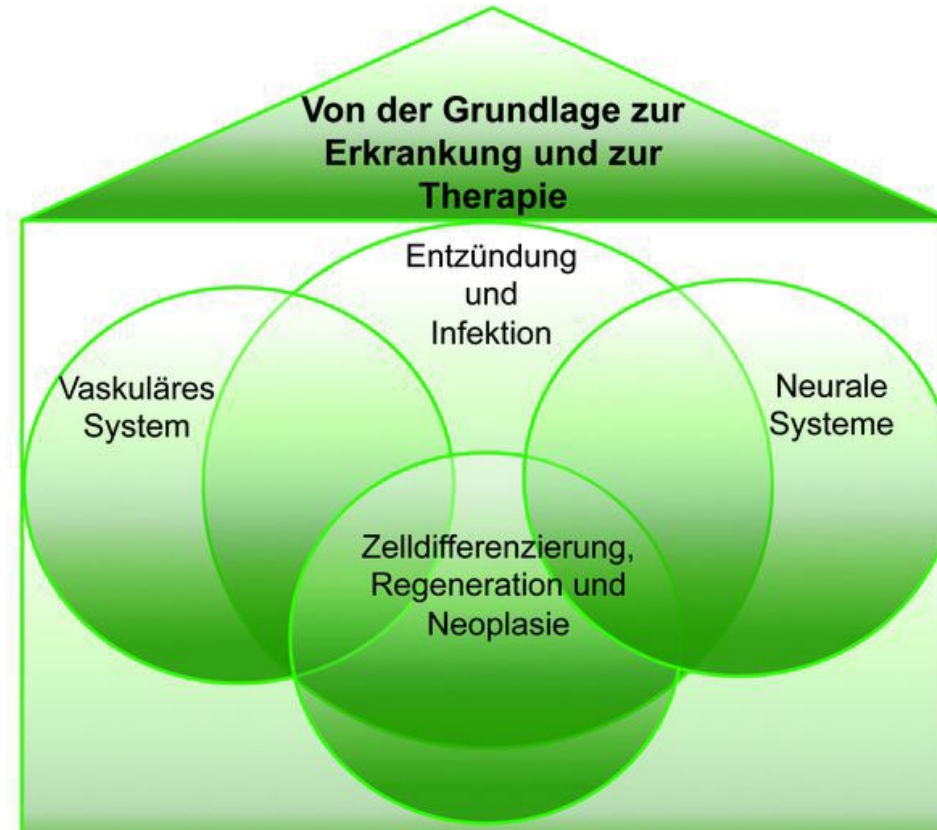 Von der Grundlage zur
Erkrankung und zur
Therapie
Entzündung
und
Infektion
Vaskuläres
System
Neurale
Systeme
Zelldifferenzierung,
Regeneration und
Neoplasie